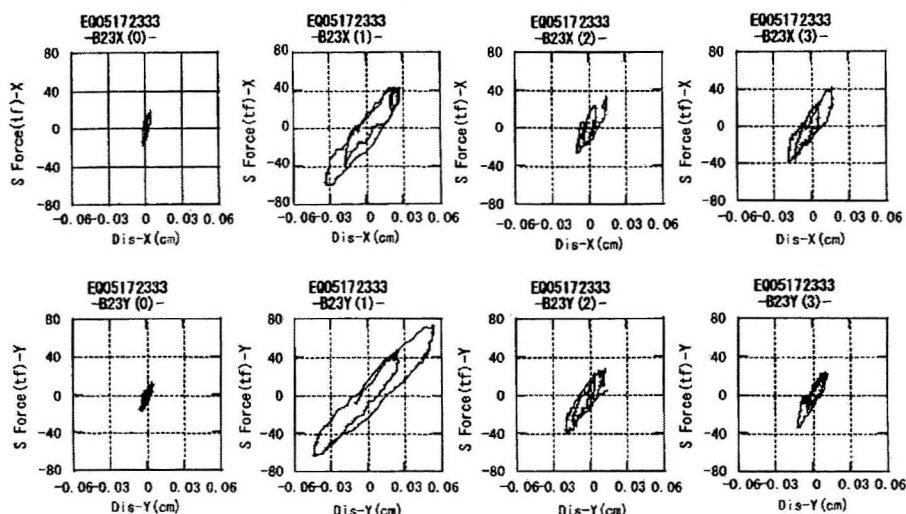 EQ05172333 EQ05172333 EQ05172333 EQ05172333
-B23X(0)- -B23X(1)- -B23X(2)- -B23X(3)-
80 80 80 80
40 40 40 40
0 0 0 0
-40 -40 -40 -40
-80 -80 -80 -80
S Force(tf)-X S Force(tf)-X S Force(tf)-X S Force(tf)-X
-0.06-0.03 0 0.03 0.06 -0.06-0.03 0 0.03 0.06 -0.06-0.03 0 0.03 0.06 -0.06-0.03 0 0.03 0.06
Dis-X(cm) Dis-X(cm) Dis-X(cm) Dis-X(cm)
EQ05172333 EQ05172333 EQ05172333 EQ05172333
-B23Y(0)- -B23Y(1)- -B23Y(2)- -B23Y(3)-
80 80 80 80
40 40 40 40
0 0 0 0
-40 -40 -40 -40
-80 -80 -80 -80
S Force(tf)-Y S Force(tf)-Y S Force(tf)-Y S Force(tf)-Y
-0.06-0.03 0 0.03 0.06 -0.06-0.03 0 0.03 0.06 -0.06-0.03 0 0.03 0.06 -0.06-0.03 0 0.03 0.06
Dis-Y(cm) Dis-Y(cm) Dis-Y(cm) Dis-Y(cm)